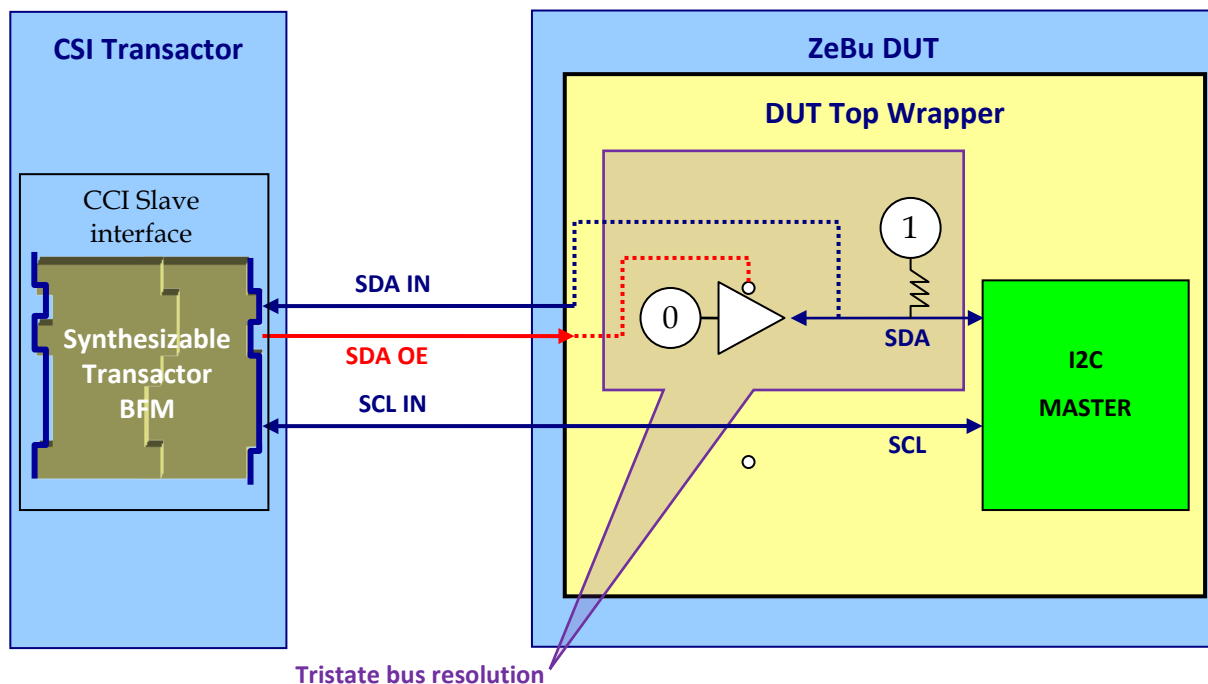 CSI Transactor
CCI Slave
interface
Synthesizable
Transactor
BFM
SDA IN
SDA OE
SCL IN
ZeBu DUT
DUT Top Wrapper
1
0
SDA
SCL
I2C
MASTER
Tristate bus resolution